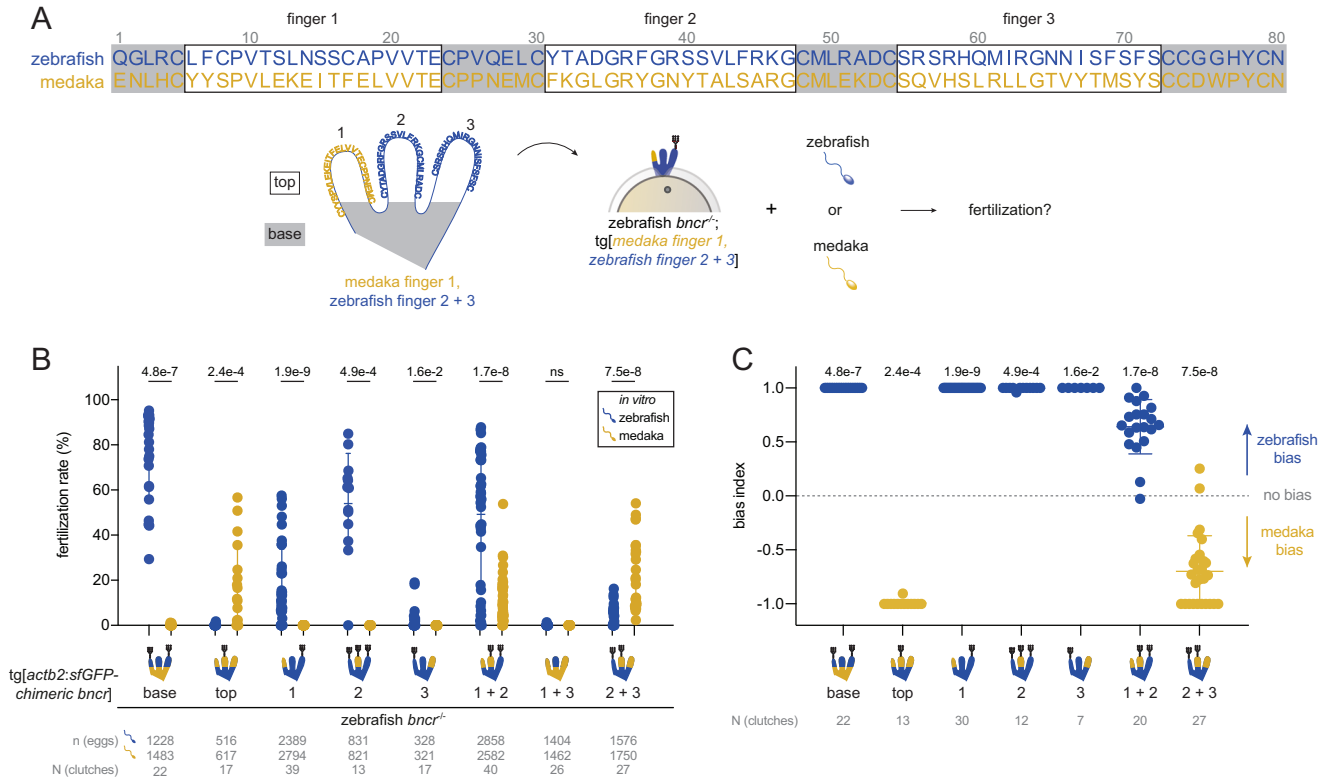 A
finger 1 finger 2 finger 3
1 10 20 30 40 50 60 70 80
zebrafish QGLRCLFCPVTSLNSSCAPVVTECPVQELCYTADGRFGRSSVLFRKGCMLRADCSRSRHQMIRGNNISFSFSCCGGHYCN
medaka ENLHCYYSPVLEKEITFELVVTECPPNEMCFKGLGRYGNYTALSARGCMLEKDCSQVHSLRLLGTVYTMSYSCCDWPYCN
1 2 3
top
base
medaka finger 1,
zebrafish finger 2 + 3
zebrafish bncr-/-;
tg[medaka finger 1,
zebrafish finger 2 + 3]
+
zebrafish
or
medaka
fertilization?
B
4.8e-7 2.4e-4 1.9e-9 4.9e-4 1.6e-2 1.7e-8 ns 7.5e-8
in vitro
zebrafish
medaka
fertilization rate (%)
100
80
60
40
20
0
tg[actb2:sfGFP-
chimeric bncr]
base top 1 2 3 1 + 2 1 + 3 2 + 3
zebrafish bncr-/-
n (eggs) 1228 516 2389 831 328 2858 1404 1576
1483 617 2794 821 321 2582 1462 1750
N (clutches) 22 17 39 13 17 40 26 27
C
4.8e-7 2.4e-4 1.9e-9 4.9e-4 1.6e-2 1.7e-8 7.5e-8
bias index
1.0
0.5
0.0
-0.5
-1.0
zebrafish
bias
no bias
medaka
bias
base top 1 2 3 1 + 2 2 + 3
N (clutches) 22 13 30 12 7 20 27